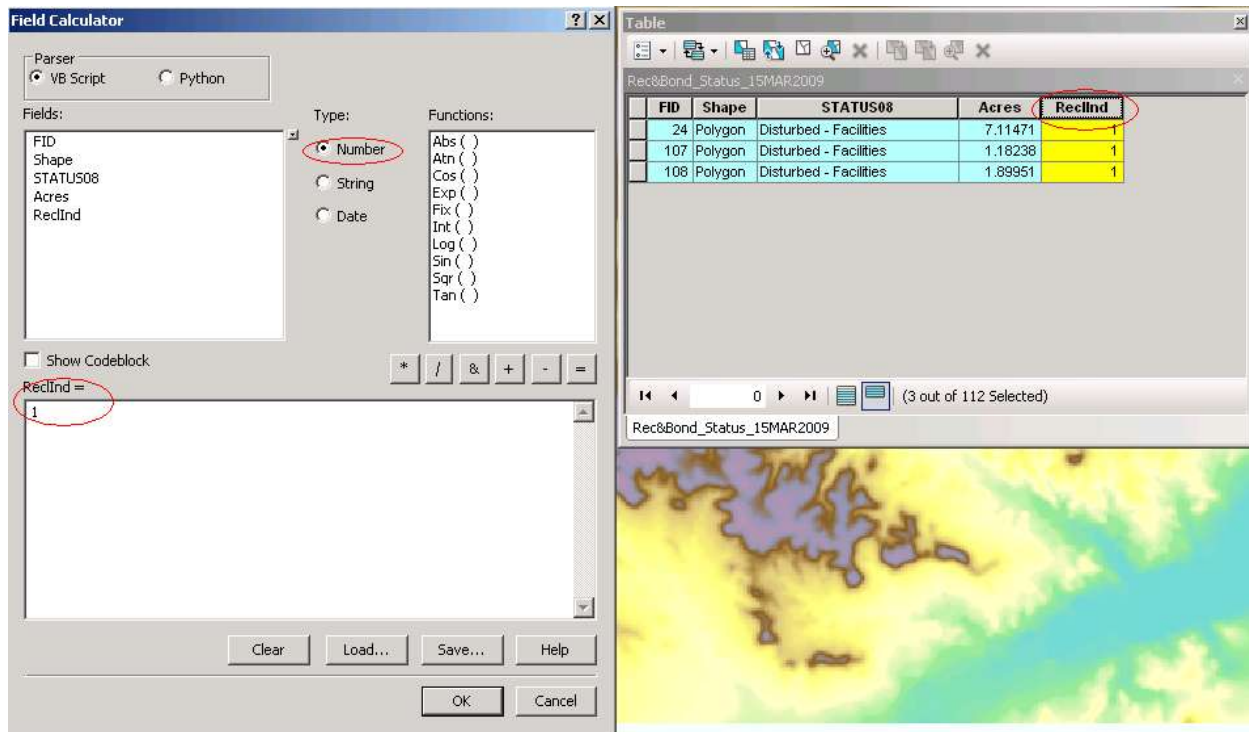 Field Calculator
Parser
VB Script Python
Fields: Type: Functions:
FID
Shape
STATUS08
Acres
ReclInd
Number
String
Date
Abs ( )
Atn ( )
Cos ( )
Exp ( )
Fix ( )
Int ( )
Log ( )
Sin ( )
Sqr ( )
Tan ( )
Show Codeblock
* / & + - =
ReclInd =
1
Clear Load... Save... Help
OK Cancel
Table
Rec&Bond_Status_15MAR2009
FID Shape STATUS08 Acres ReclInd
24 Polygon Disturbed - Facilities 7.11471 1
107 Polygon Disturbed - Facilities 1.18238 1
108 Polygon Disturbed - Facilities 1.89951 1
0 (3 out of 112 Selected)
Rec&Bond_Status_15MAR2009